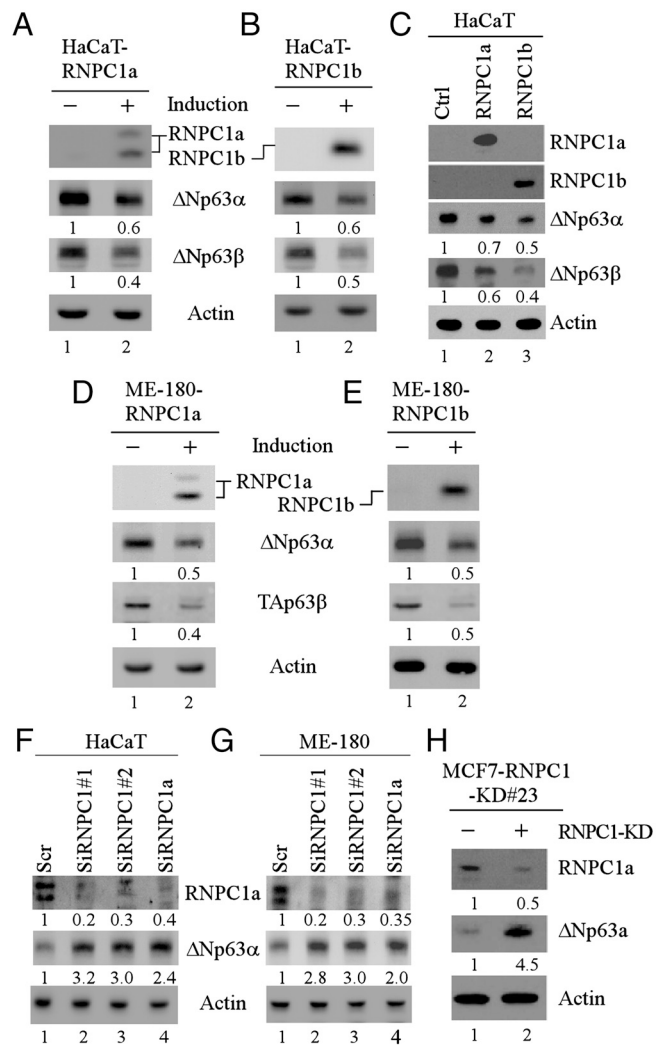 A
HaCaT-
RNPC1a
− +
Induction
RNPC1a
RNPC1b
ΔNp63α
1 0.6
ΔNp63β
1 0.4
Actin
1 2
B
HaCaT-
RNPC1b
− +
1 0.6
1 0.5
1 2
C
HaCaT
Ctrl
RNPC1a
RNPC1b
RNPC1a
RNPC1b
ΔNp63α
1 0.7 0.5
ΔNp63β
1 0.6 0.4
Actin
1 2 3
D
ME-180-
RNPC1a
− +
Induction
RNPC1a
RNPC1b
ΔNp63α
1 0.5
TAp63β
1 0.4
Actin
1 2
E
ME-180-
RNPC1b
− +
1 0.5
1 0.5
1 2
F
HaCaT
Scr
SiRNPC1#1
SiRNPC1#2
SiRNPC1a
RNPC1a
1 0.2 0.3 0.4
ΔNp63α
1 3.2 3.0 2.4
Actin
1 2 3 4
G
ME-180
Scr
SiRNPC1#1
SiRNPC1#2
SiRNPC1a
1 0.2 0.3 0.35
1 2.8 3.0 2.0
1 2 3 4
H
MCF7-RNPC1
-KD#23
− + RNPC1-KD
RNPC1a
1 0.5
ΔNp63a
1 4.5
Actin
1 2